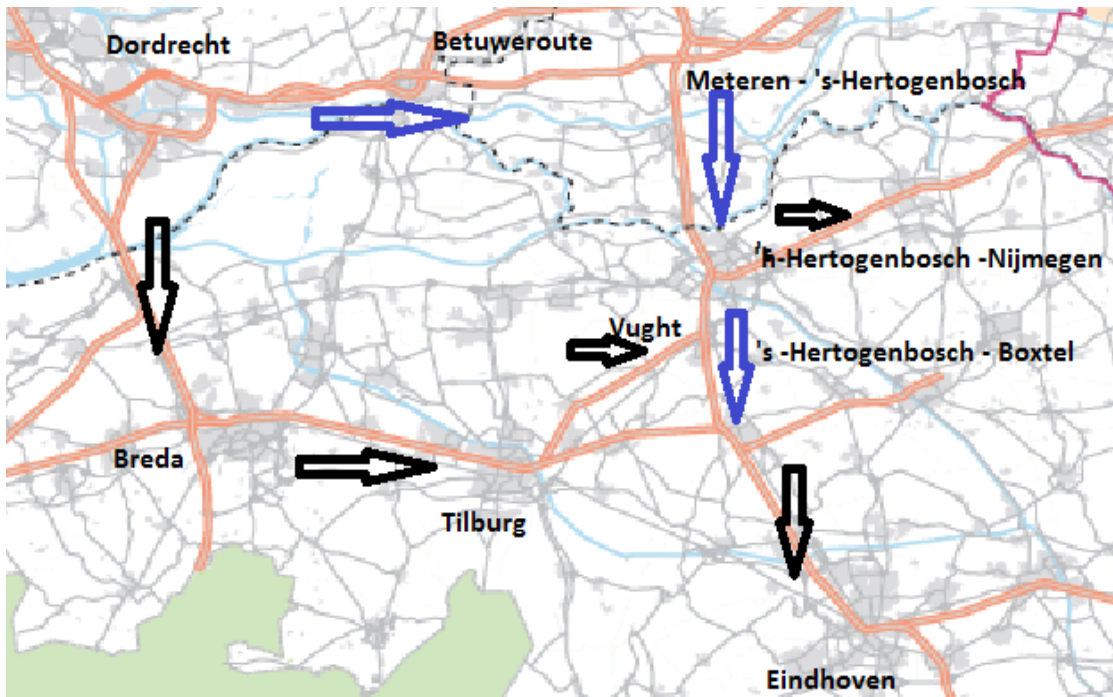 Dordrecht
Betuweroute
Meteren - 's-Hertogenbosch
'h-Hertogenbosch -Nijmegen
Vught
's -Hertogenbosch - Boxtel
Breda
Tilburg
Eindhoven